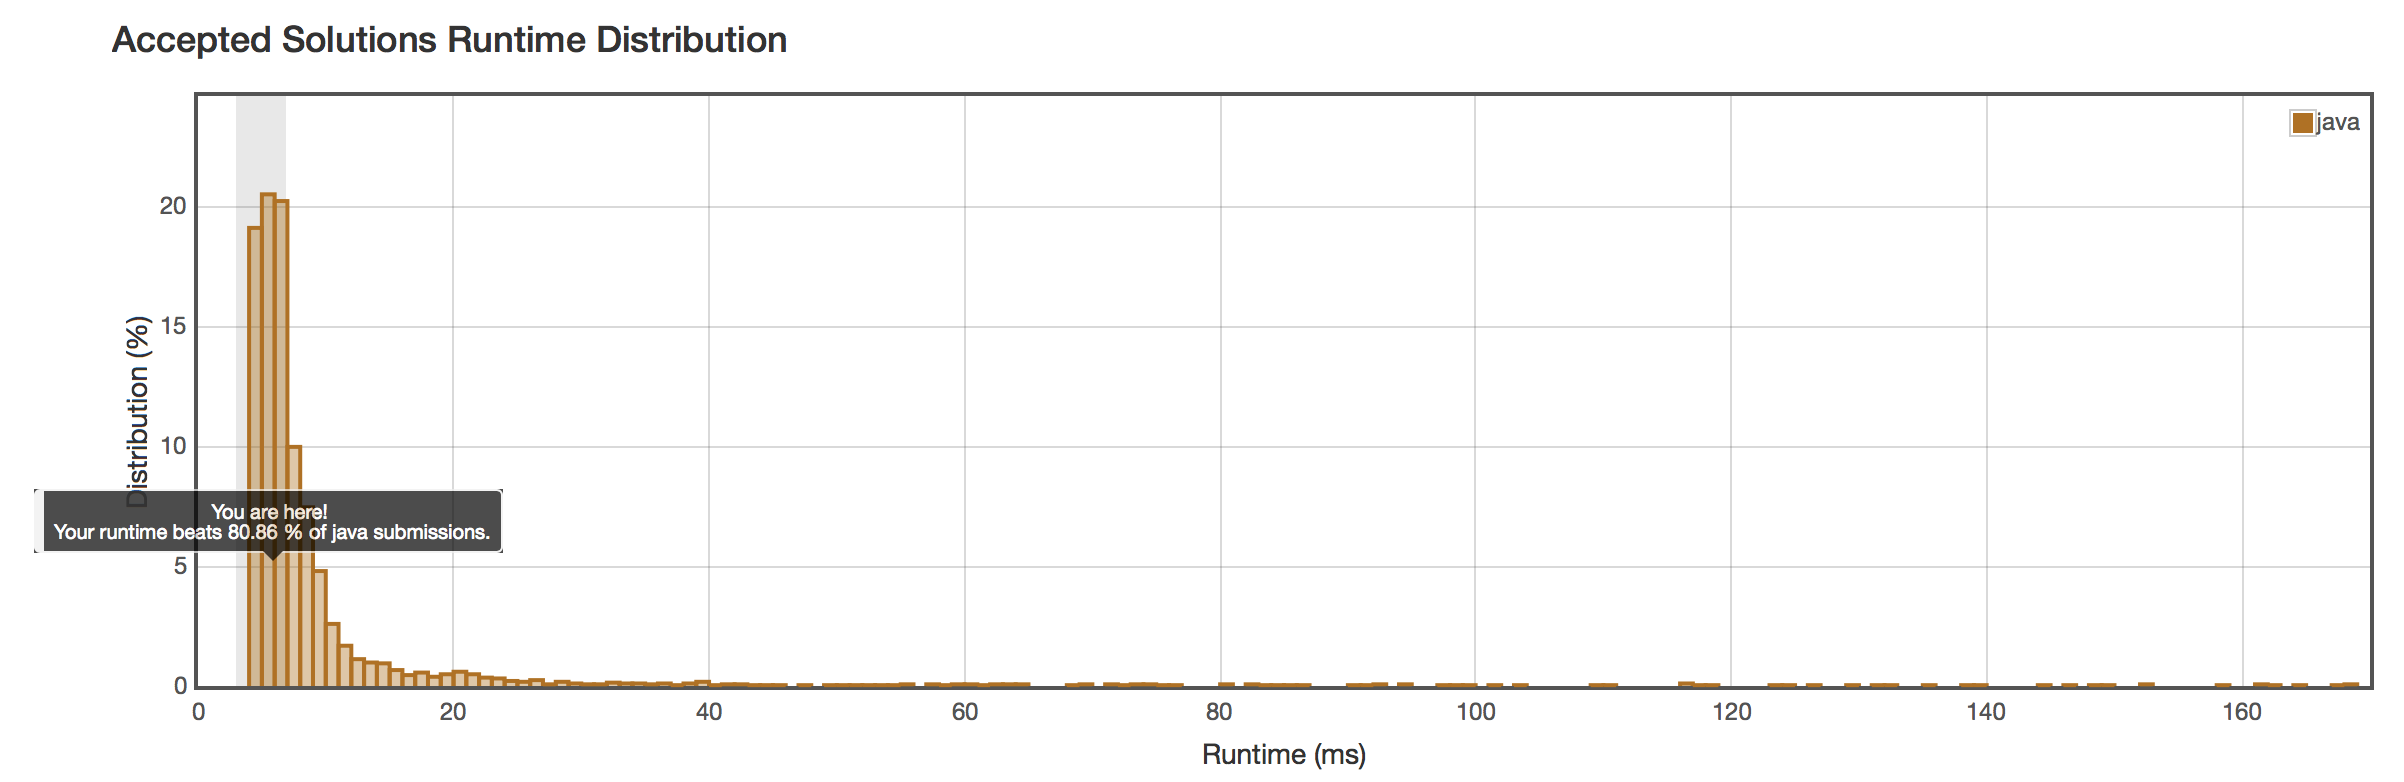 Accepted Solutions Runtime Distribution
java
Distribution (%)
20
15
10
5
0
You are here!
Your runtime beats 80.86 % of java submissions.
0 20 40 60 80 100 120 140 160
Runtime (ms)